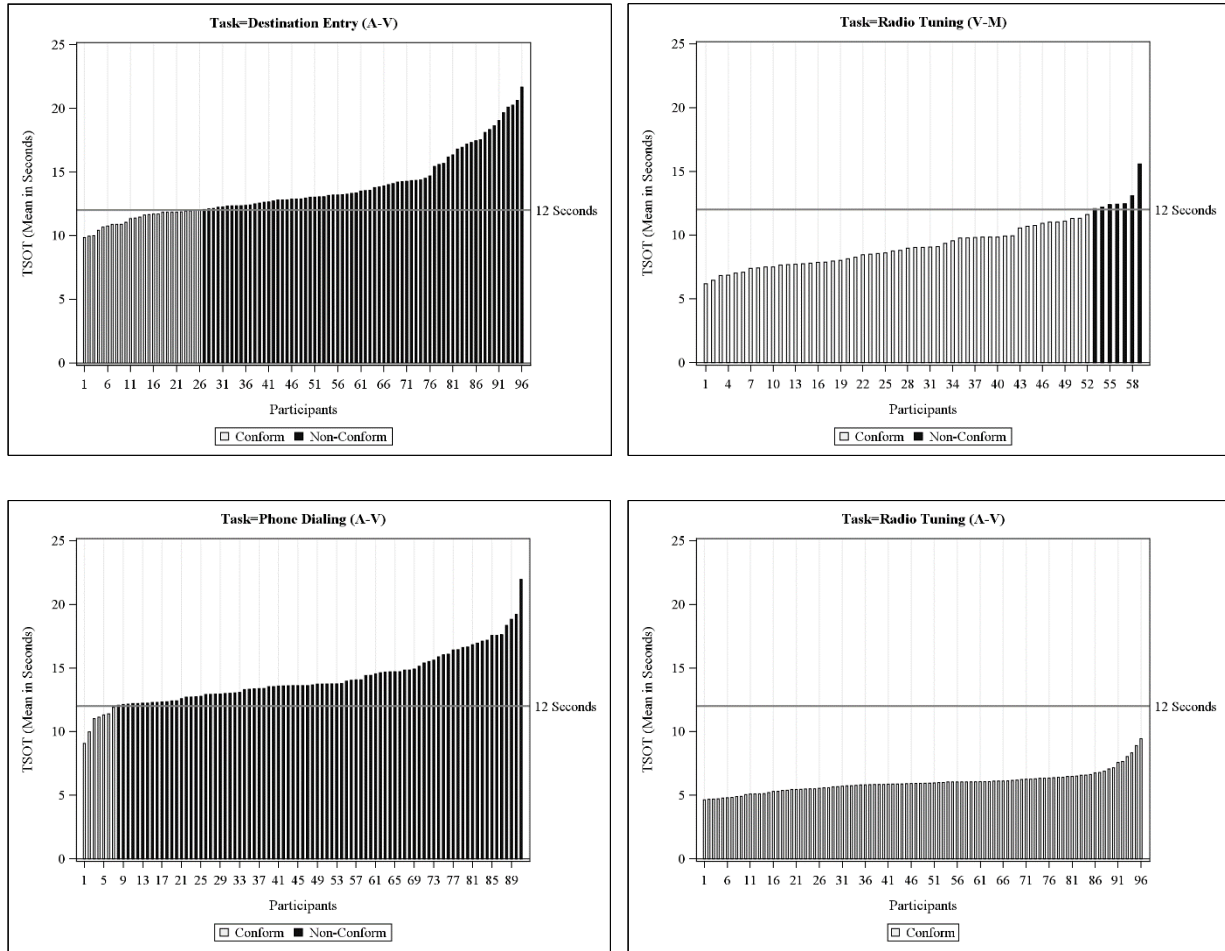 Task=Destination Entry (A-V)
25
20
15
10
5
0
TSOT (Mean in Seconds)
12 Seconds
1 6 11 16 21 26 31 36 41 46 51 56 61 66 71 76 81 86 91 96
Participants
Conform Non-Conform
Task=Radio Tuning (V-M)
25
20
15
10
5
0
TSOT (Mean in Seconds)
12 Seconds
1 4 7 10 13 16 19 22 25 28 31 34 37 40 43 46 49 52 55 58
Participants
Conform Non-Conform
Task=Phone Dialing (A-V)
25
20
15
10
5
0
TSOT (Mean in Seconds)
12 Seconds
1 5 9 13 17 21 25 29 33 37 41 45 49 53 57 61 65 69 73 77 81 85 89
Participants
Conform Non-Conform
Task=Radio Tuning (A-V)
25
20
15
10
5
0
TSOT (Mean in Seconds)
12 Seconds
1 6 11 16 21 26 31 36 41 46 51 56 61 66 71 76 81 86 91 96
Participants
Conform